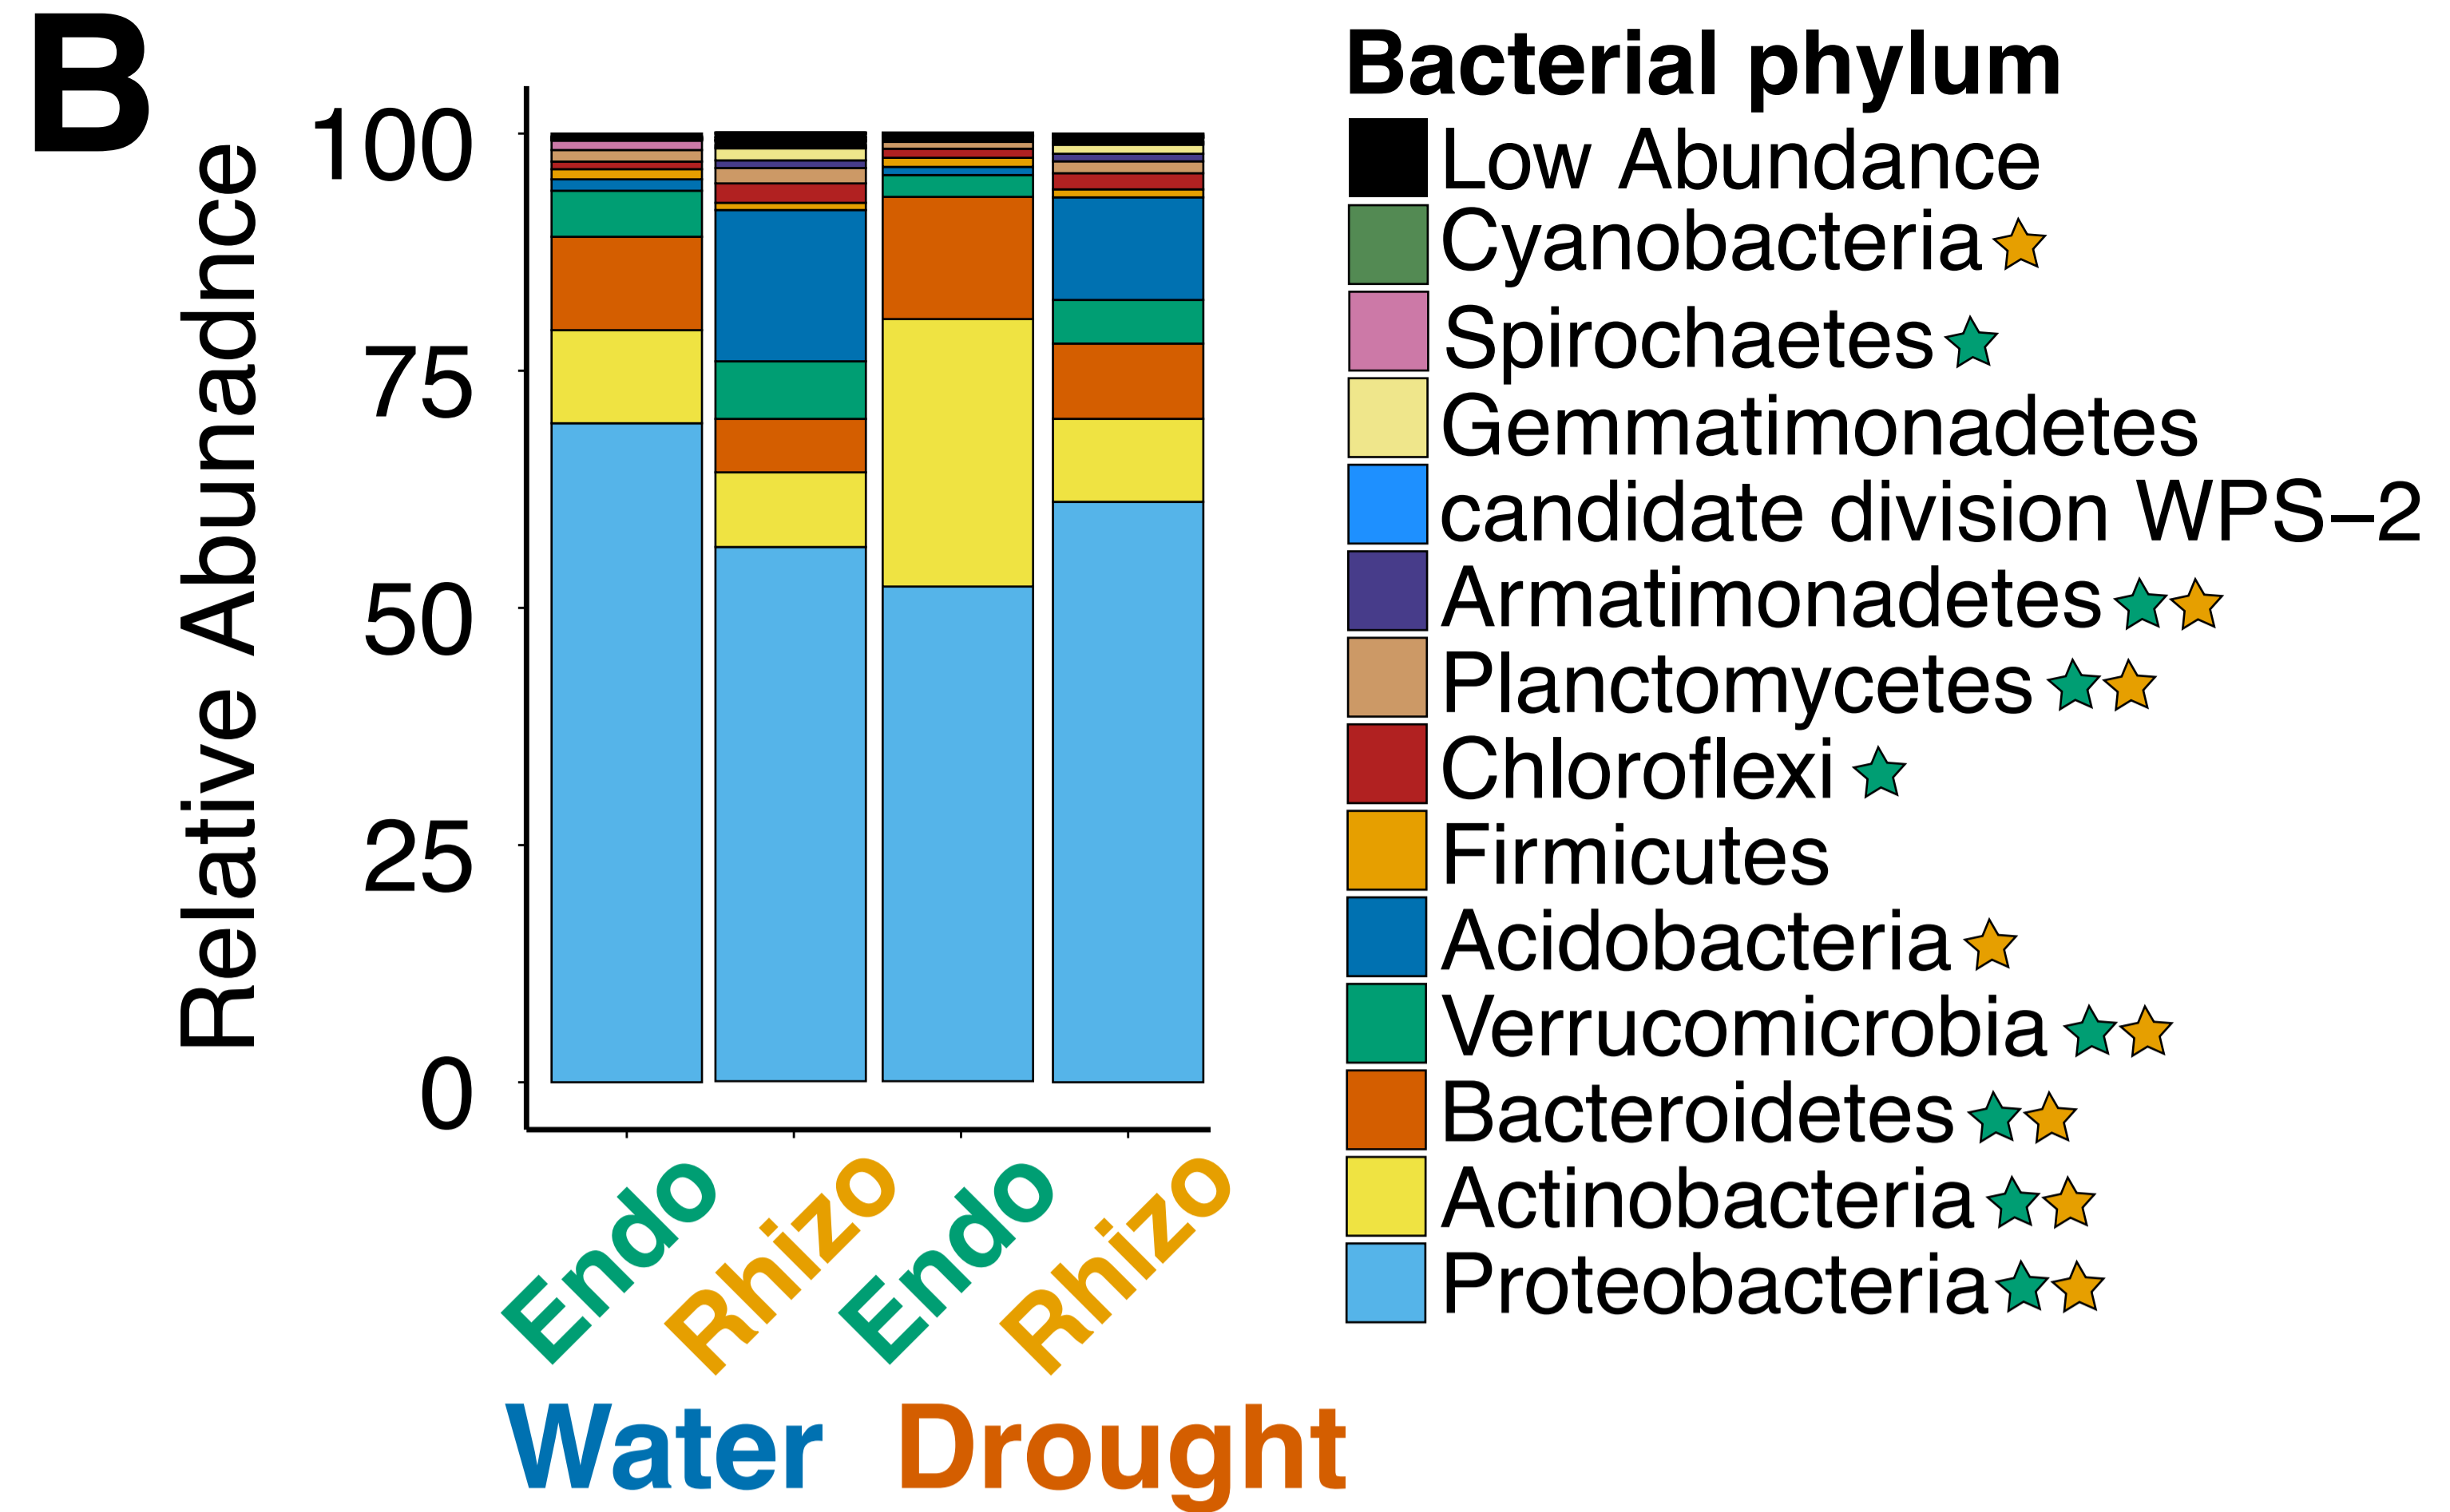 B
Relative Abunadnce
100
75
50
25
0
Endo
Rhizo
Endo
Rhizo
Water
Drought
Bacterial phylum
Low Abundance
Cyanobacteria
Spirochaetes
Gemmatimonadetes
candidate division WPS−2
Armatimonadetes
Planctomycetes
Chloroflexi
Firmicutes
Acidobacteria
Verrucomicrobia
Bacteroidetes
Actinobacteria
Proteobacteria